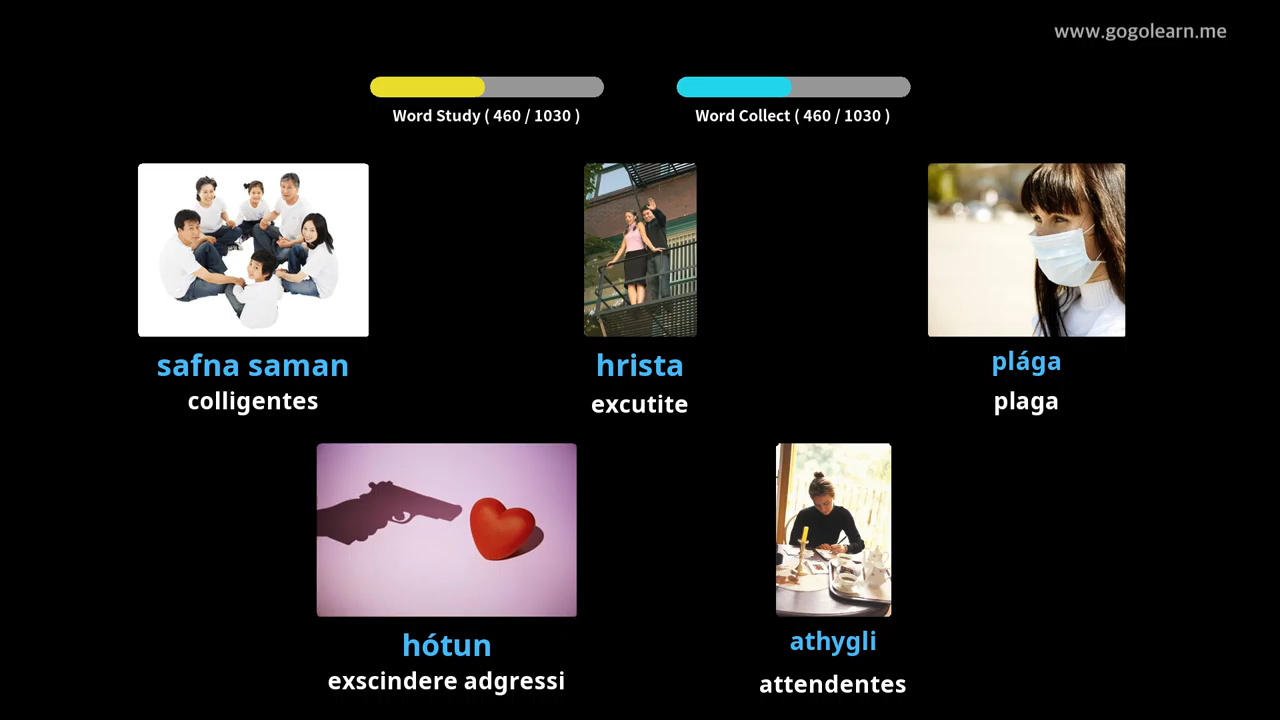 www.gogolearn.me
Word Study ( 460 / 1030 )
Word Collect ( 460 / 1030 )
safna saman
colligentes
hrista
excutite
plága
plaga
hótun
exscindere adgressi
athygli
attendentes